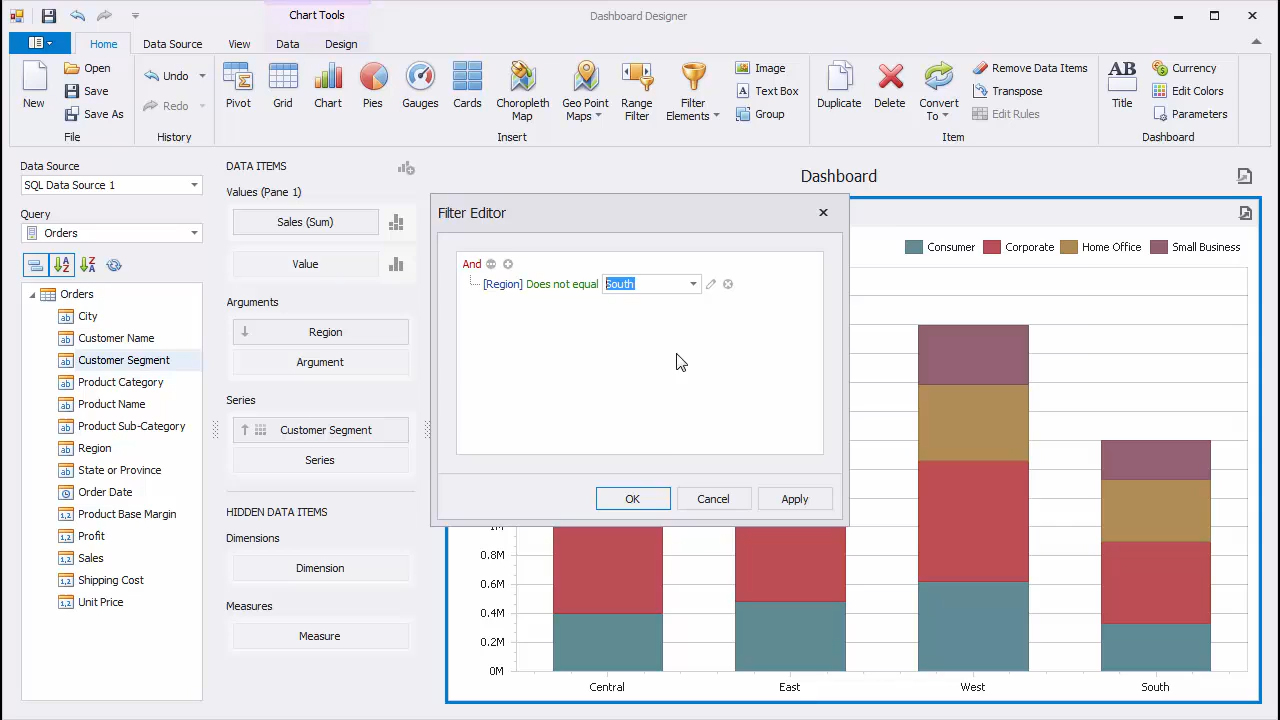 Chart Tools
Dashboard Designer
Home
Data Source
View
Data
Design
New
Open
Save
Save As
File
Undo
Redo
History
Pivot
Grid
Chart
Pies
Gauges
Cards
Choropleth
Map
Geo Point
Maps
Range
Filter
Filter
Elements
Image
Text Box
Group
Insert
Duplicate
Delete
Convert
To
Remove Data Items
Transpose
Edit Rules
Item
AB
Title
Currency
Edit Colors
Parameters
Dashboard
Data Source
SQL Data Source 1
Query
Orders
Orders
City
Customer Name
Customer Segment
Product Category
Product Name
Product Sub-Category
Region
State or Province
Order Date
Product Base Margin
Profit
Sales
Shipping Cost
Unit Price
DATA ITEMS
Values (Pane 1)
Sales (Sum)
Value
Arguments
Region
Argument
Series
Customer Segment
Series
HIDDEN DATA ITEMS
Dimensions
Dimension
Measures
Measure
Dashboard
Filter Editor
And
[Region] Does not equal South
OK
Cancel
Apply
Consumer
Corporate
Home Office
Small Business
1M
0.8M
0.6M
0.4M
0.2M
0M
Central
East
West
South